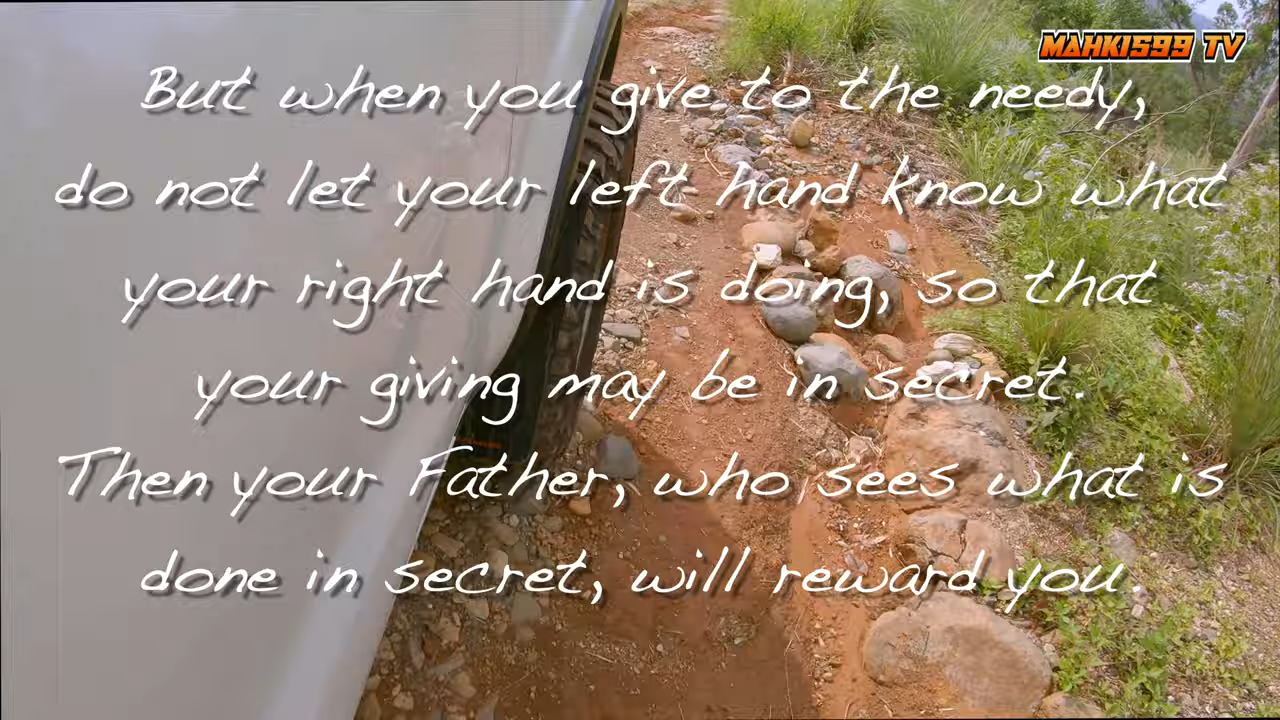 MAHKIS99 TV
But when you give to the needy,
do not let your left hand know what
your right hand is doing, so that
your giving may be in secret.
Then your Father, who sees what is
done in secret, will reward you.